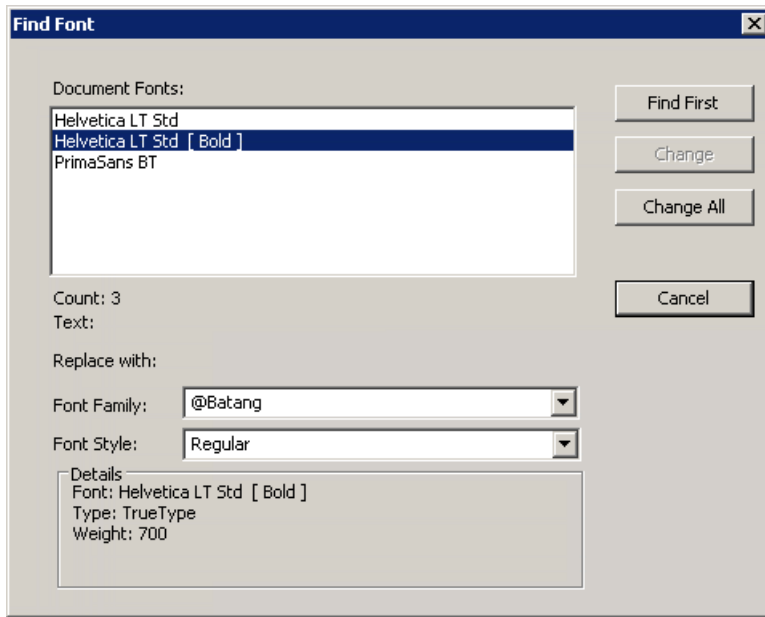 Find Font
Document Fonts:
Helvetica LT Std
Helvetica LT Std [ Bold ]
PrimaSans BT
Find First
Change
Change All
Cancel
Count: 3
Text:
Replace with:
Font Family: @Batang
Font Style: Regular
Details
Font: Helvetica LT Std [ Bold ]
Type: TrueType
Weight: 700